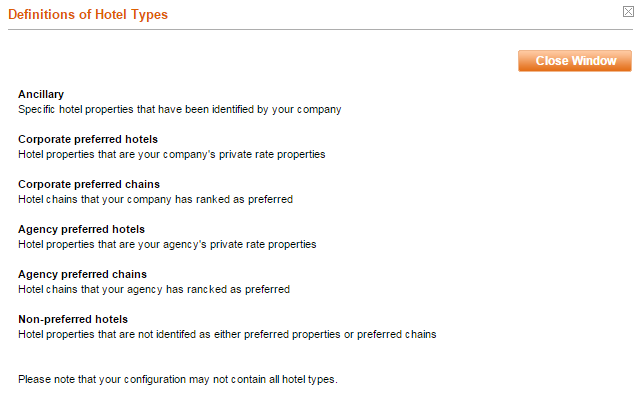 Definitions of Hotel Types
Close Window
Ancillary
Specific hotel properties that have been identified by your company
Corporate preferred hotels
Hotel properties that are your company's private rate properties
Corporate preferred chains
Hotel chains that your company has ranked as preferred
Agency preferred hotels
Hotel properties that are your agency's private rate properties
Agency preferred chains
Hotel chains that your agency has rancked as preferred
Non-preferred hotels
Hotel properties that are not identifed as either preferred properties or preferred chains
Please note that your configuration may not contain all hotel types.